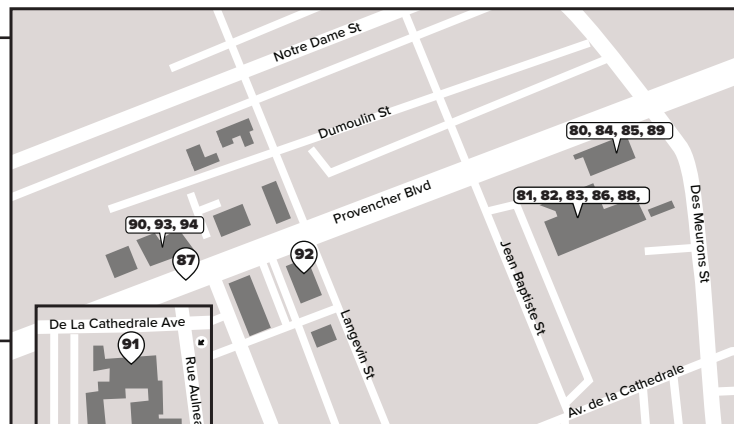 Notre Dame St
Dumoulin St
80, 84, 85, 89
Provencher Blvd
81, 82, 83, 86, 88,
90, 93, 94
87
92
Des Meurons St
Jean Baptiste St
Langevin St
De La Cathedrale Ave
91
Rue Aulnea
Av. de la Cathedrale